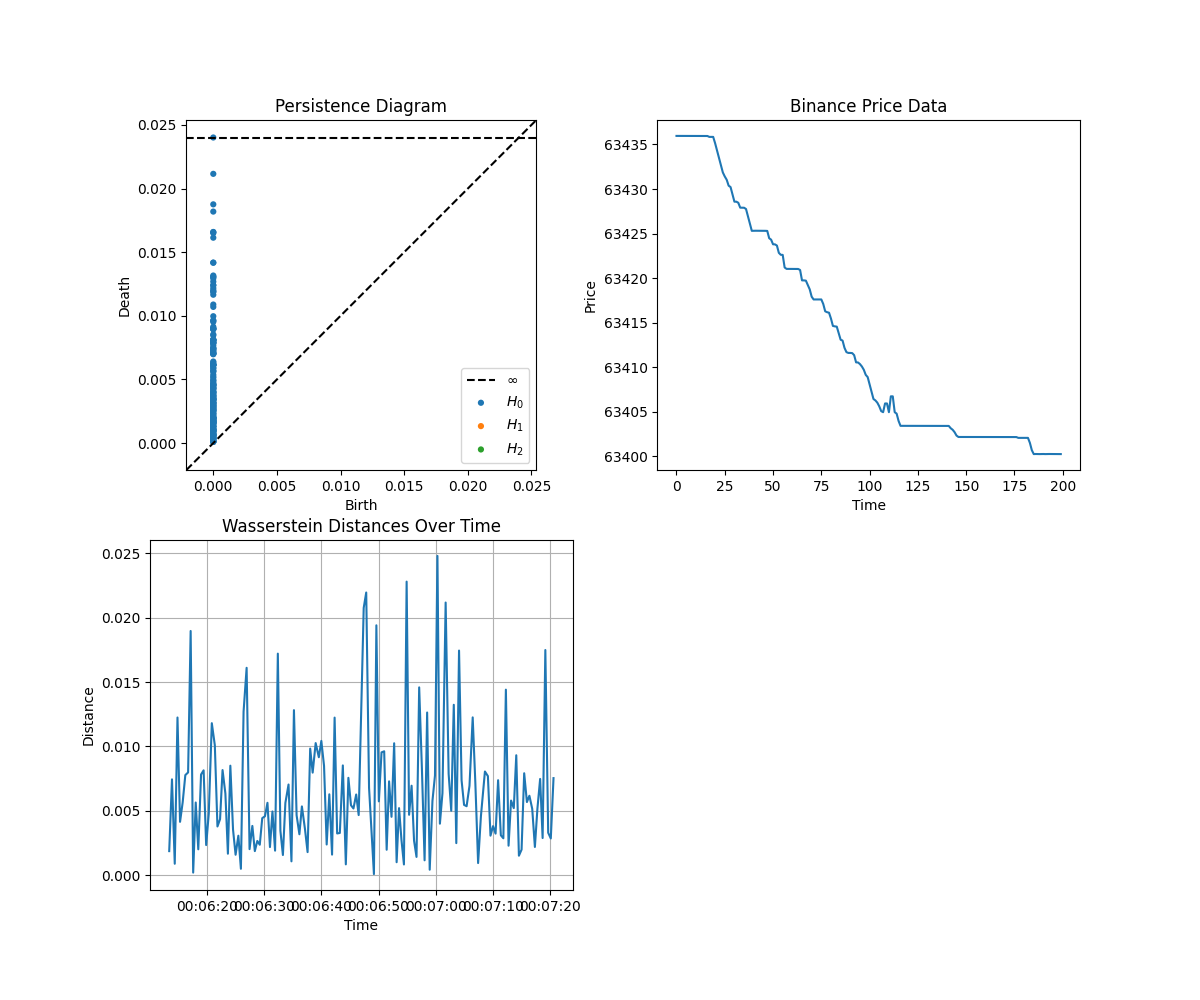 Persistence Diagram
0.025
0.020
0.015
0.010
0.005
0.000
Death
∞
H₀
H₁
H₂
0.000 0.005 0.010 0.015 0.020 0.025
Birth
Binance Price Data
63435
63430
63425
63420
63415
63410
63405
63400
Price
0 25 50 75 100 125 150 175 200
Time
Wasserstein Distances Over Time
0.025
0.020
0.015
0.010
0.005
0.000
Distance
00:06:20 00:06:30 00:06:40 00:06:50 00:07:00 00:07:10 00:07:20
Time